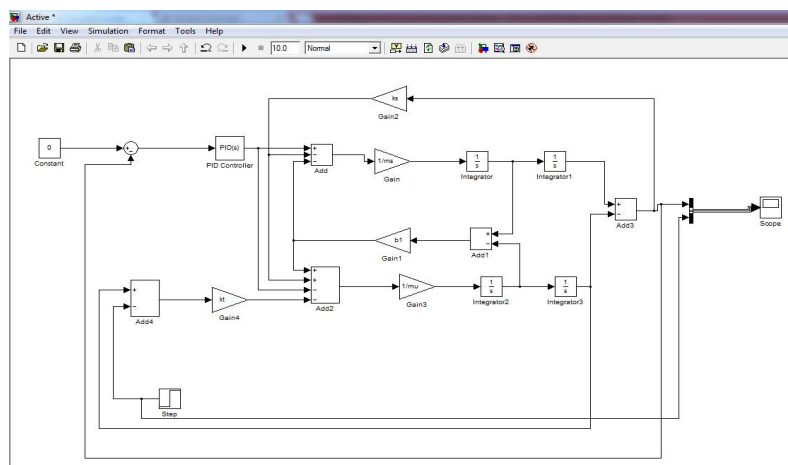 Active *
File Edit View Simulation Format Tools Help
10.0 Normal
ks
Gain2
0
Constant
PID(s)
PID Controller
Add
1/ms
Gain
1
s
Integrator
1
s
Integrator1
Add3
Scope
b1
Gain1
Add1
Add4
kt
Gain4
Add2
1/mu
Gain3
1
s
Integrator2
1
s
Integrator3
Step